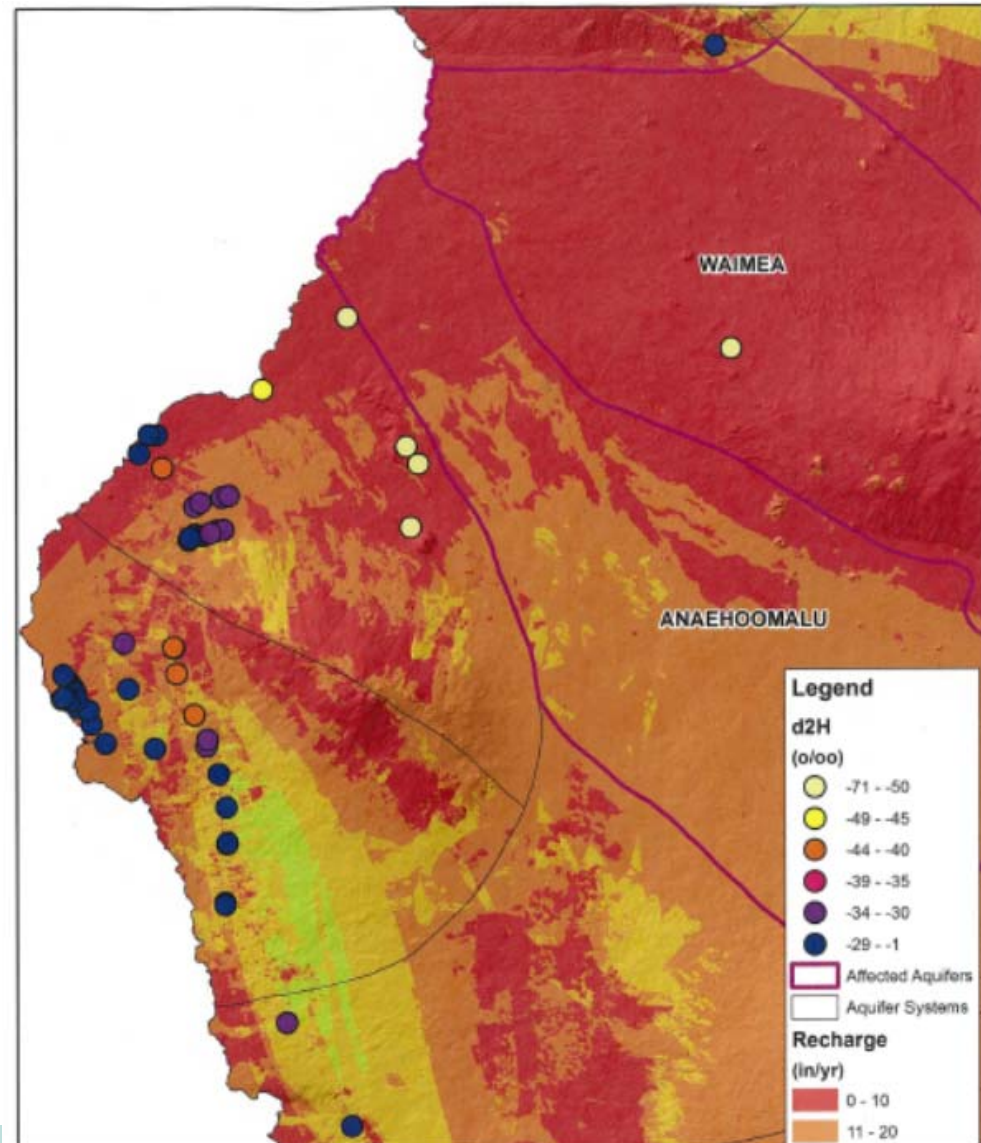 WAIMEA
ANAEHOOMALU
Legend
d2H
(o/oo)
-71 - -50
-49 - -45
-44 - -40
-39 - -35
-34 - -30
-29 - -1
Affected Aquifers
Aquifer Systems
Recharge
(in/yr)
0 - 10
11 - 20